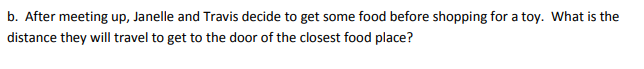 b. After meeting up, Janelle and Travis decide to get some food before shopping for a toy. What is the
distance they will travel to get to the door of the closest food place?